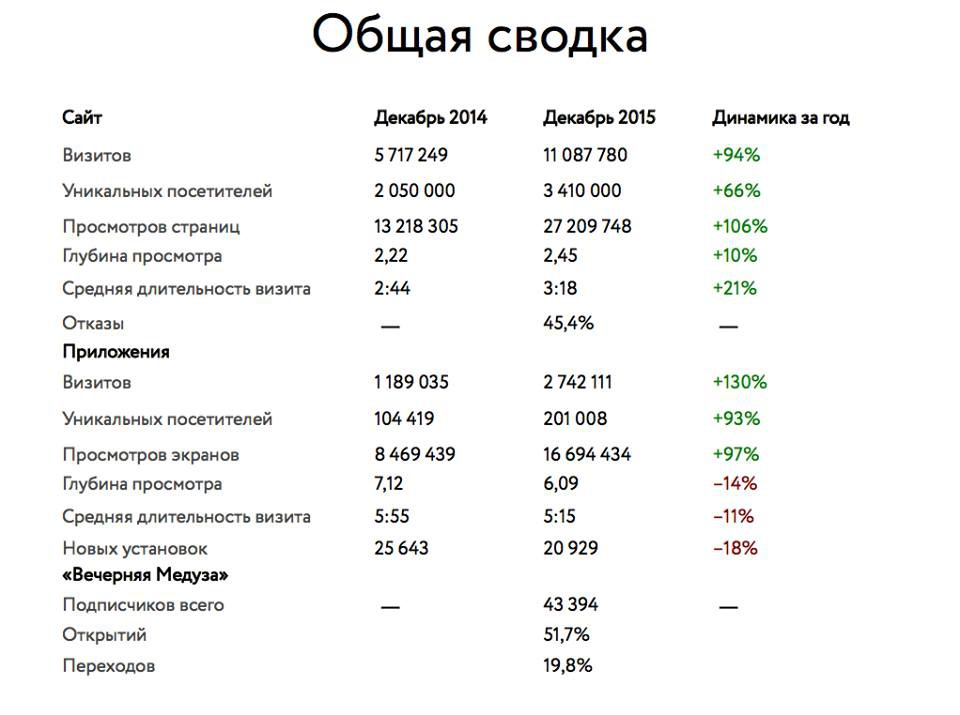 Общая сводка
Сайт Декабрь 2014 Декабрь 2015 Динамика за год
Визитов 5 717 249 11 087 780 +94%
Уникальных посетителей 2 050 000 3 410 000 +66%
Просмотров страниц 13 218 305 27 209 748 +106%
Глубина просмотра 2,22 2,45 +10%
Средняя длительность визита 2:44 3:18 +21%
Отказы — 45,4% —
Приложения
Визитов 1 189 035 2 742 111 +130%
Уникальных посетителей 104 419 201 008 +93%
Просмотров экранов 8 469 439 16 694 434 +97%
Глубина просмотра 7,12 6,09 –14%
Средняя длительность визита 5:55 5:15 –11%
Новых установок 25 643 20 929 –18%
«Вечерняя Медуза»
Подписчиков всего — 43 394 —
Открытий 51,7%
Переходов 19,8%